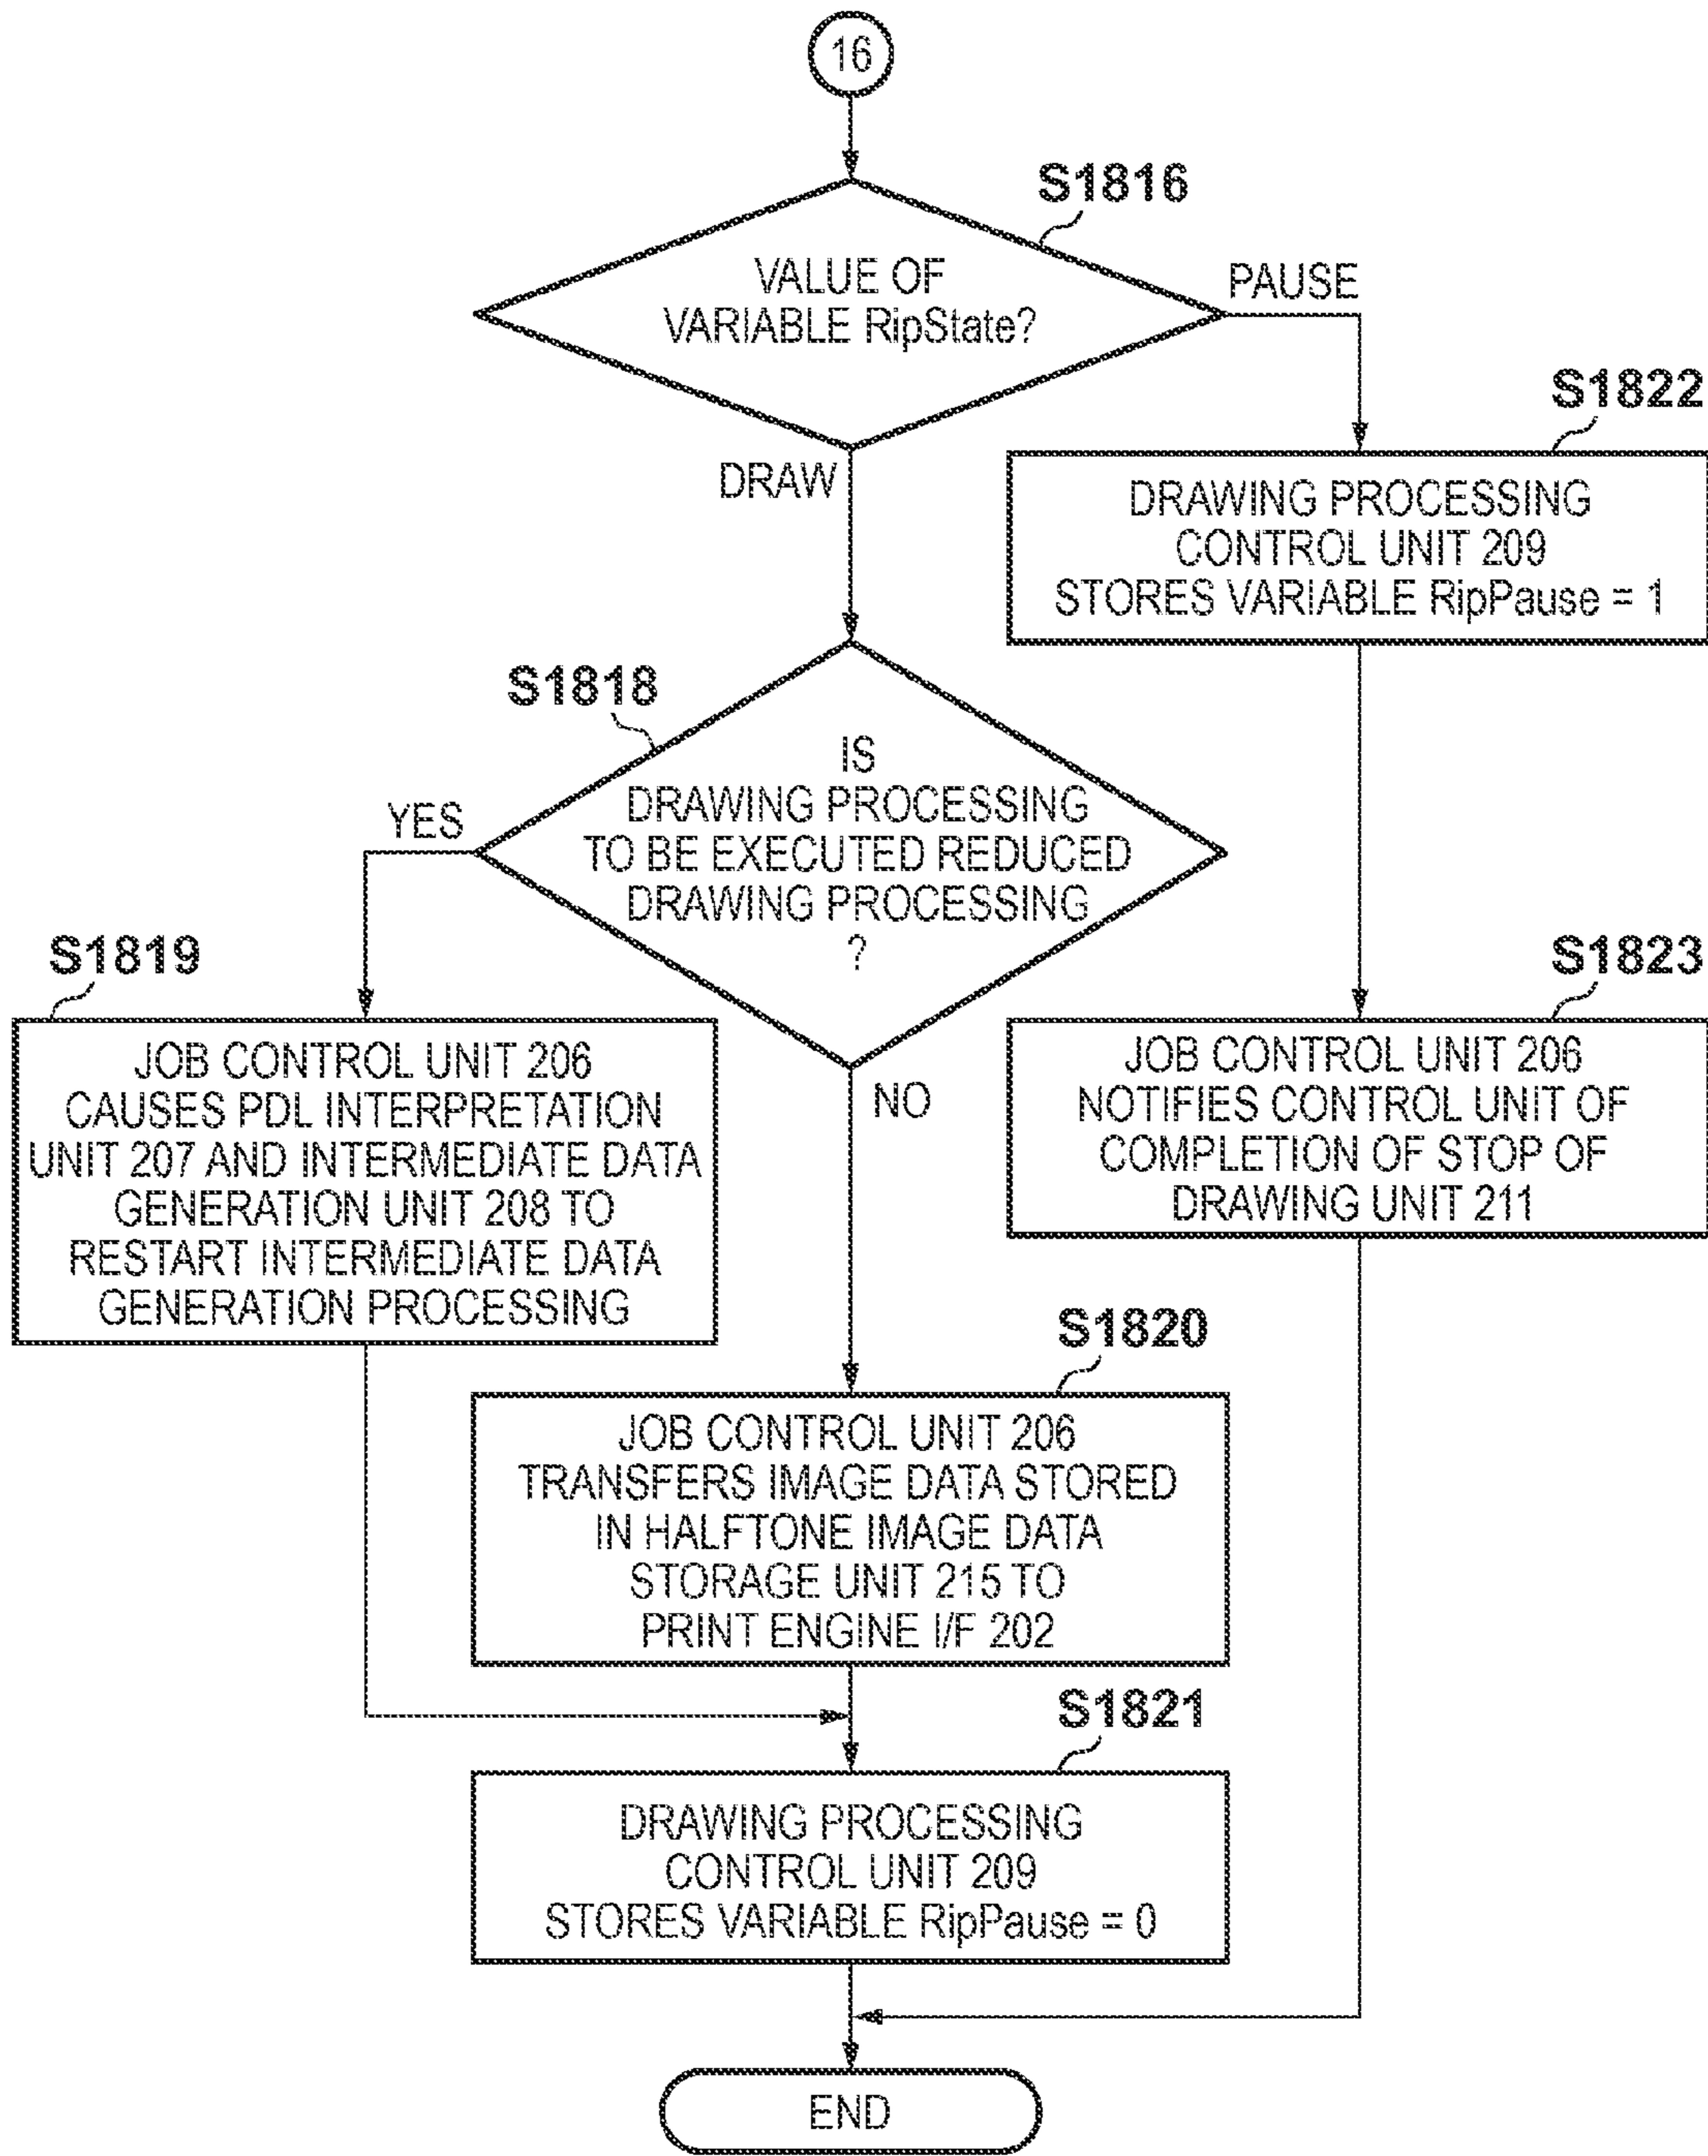 16
S1816
VALUE OF
VARIABLE RipState?
PAUSE
DRAW
S1822
DRAWING PROCESSING
CONTROL UNIT 209
STORES VARIABLE RipPause = 1
S1818
IS
DRAWING PROCESSING
TO BE EXECUTED REDUCED
DRAWING PROCESSING
?
YES
NO
S1819
JOB CONTROL UNIT 206
CAUSES PDL INTERPRETATION
UNIT 207 AND INTERMEDIATE DATA
GENERATION UNIT 208 TO
RESTART INTERMEDIATE DATA
GENERATION PROCESSING
S1823
JOB CONTROL UNIT 206
NOTIFIES CONTROL UNIT OF
COMPLETION OF STOP OF
DRAWING UNIT 211
S1820
JOB CONTROL UNIT 206
TRANSFERS IMAGE DATA STORED
IN HALFTONE IMAGE DATA
STORAGE UNIT 215 TO
PRINT ENGINE I/F 202
S1821
DRAWING PROCESSING
CONTROL UNIT 209
STORES VARIABLE RipPause = 0
END